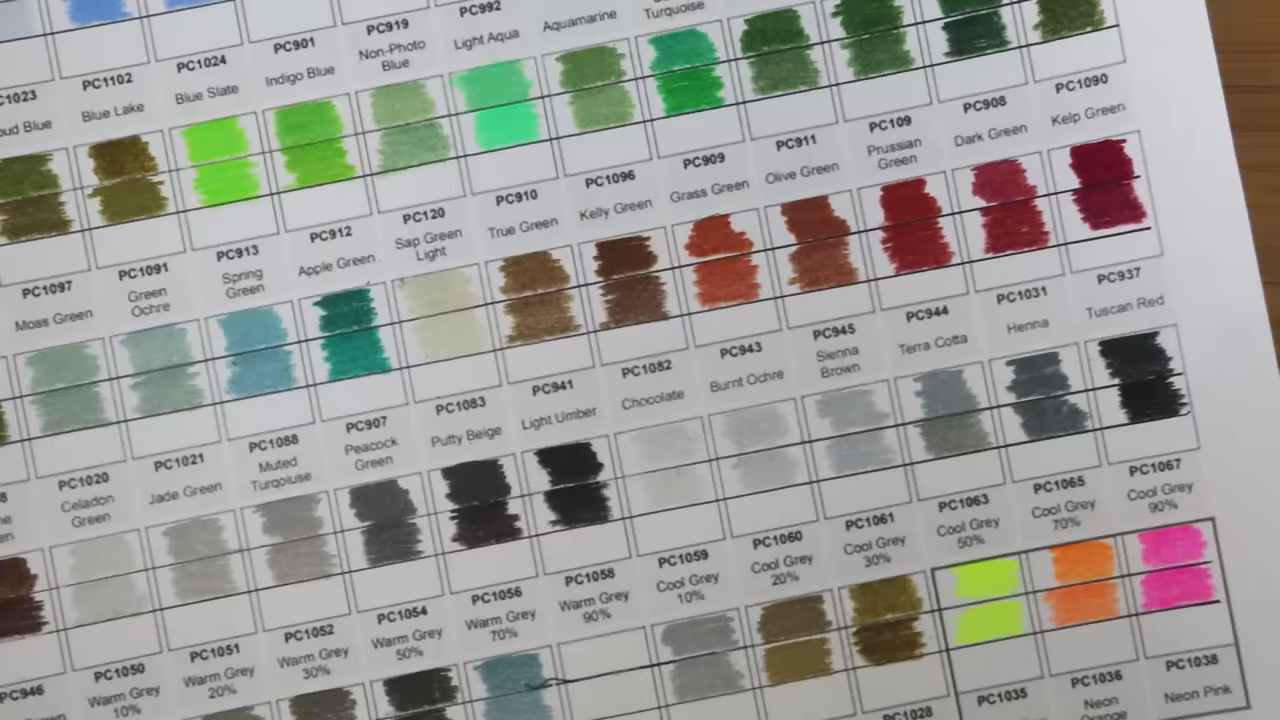 PC992
PC919
Turquoise
Aquamarine
Light Aqua
Non-Photo
Blue
PC901
Indigo Blue
PC1024
Blue Slate
PC1102
Blue Lake
PC1090
Kelp Green
PC908
Dark Green
PC109
Prussian
Green
PC911
Olive Green
PC909
Grass Green
PC1096
Kelly Green
PC910
True Green
PC120
Sap Green
Light
PC912
Apple Green
PC913
Spring
Green
PC1091
Green
Ochre
PC1097
Moss Green
PC937
Tuscan Red
PC1031
Henna
PC944
Terra Cotta
PC945
Sienna
Brown
PC943
Burnt Ochre
PC1082
Chocolate
PC941
Light Umber
PC1083
Putty Beige
PC907
Peacock
Green
PC1088
Muted
Turqoiuse
PC1021
Jade Green
PC1020
Celadon
Green
PC1067
Cool Grey
90%
PC1065
Cool Grey
70%
PC1063
Cool Grey
50%
PC1061
Cool Grey
30%
PC1060
Cool Grey
20%
PC1059
Cool Grey
10%
PC1058
Warm Grey
90%
PC1056
Warm Grey
70%
PC1054
Warm Grey
50%
PC1052
Warm Grey
30%
PC1051
Warm Grey
20%
PC1050
Warm Grey
10%
PC946
PC1038
Neon Pink
PC1036
Neon
PC1035
PC1028